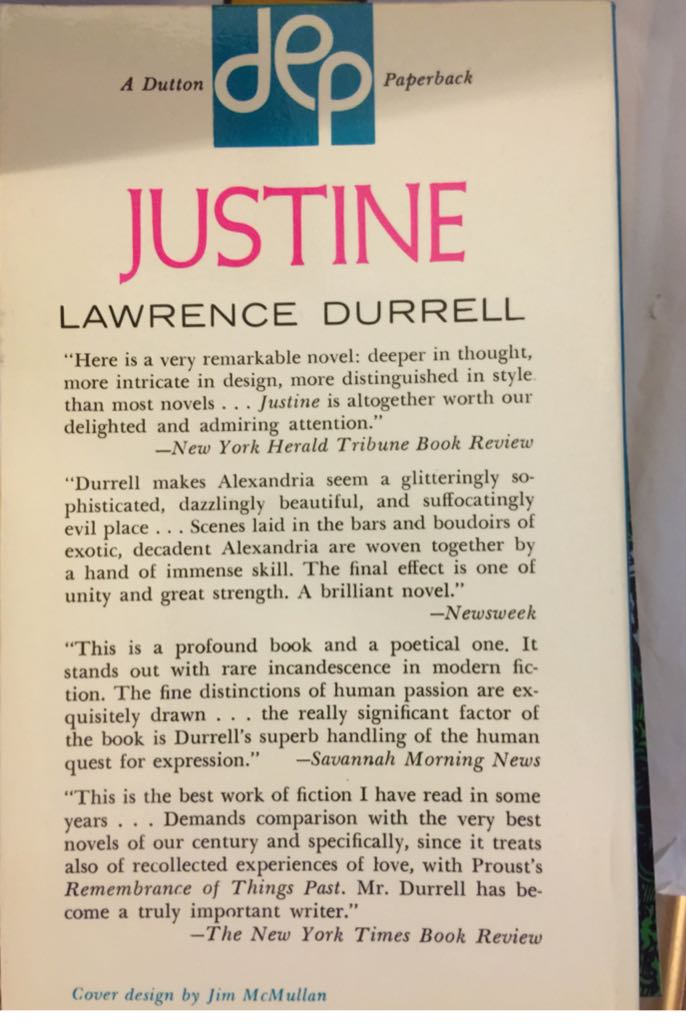 A Dutton dep Paperback
JUSTINE
LAWRENCE DURRELL
“Here is a very remarkable novel: deeper in thought,
more intricate in design, more distinguished in style
than most novels . . . Justine is altogether worth our
delighted and admiring attention.”
—New York Herald Tribune Book Review
“Durrell makes Alexandria seem a glitteringly so-
phisticated, dazzlingly beautiful, and suffocatingly
evil place . . . Scenes laid in the bars and boudoirs of
exotic, decadent Alexandria are woven together by
a hand of immense skill. The final effect is one of
unity and great strength. A brilliant novel.”
—Newsweek
“This is a profound book and a poetical one. It
stands out with rare incandescence in modern fic-
tion. The fine distinctions of human passion are ex-
quisitely drawn . . . the really significant factor of
the book is Durrell’s superb handling of the human
quest for expression.” —Savannah Morning News
“This is the best work of fiction I have read in some
years . . . Demands comparison with the very best
novels of our century and specifically, since it treats
also of recollected experiences of love, with Proust’s
Remembrance of Things Past. Mr. Durrell has be-
come a truly important writer.”
—The New York Times Book Review
Cover design by Jim McMullan